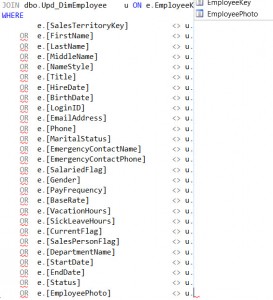 JOIN dbo.Upd_DimEmployee u ON e.EmployeeK
EmployeeKey
EmployeePhoto
WHERE
e.[SalesTerritoryKey] <> u.
OR e.[FirstName] <> u.
OR e.[LastName] <> u.
OR e.[MiddleName] <> u.
OR e.[NameStyle] <> u.
OR e.[Title] <> u.
OR e.[HireDate] <> u.
OR e.[BirthDate] <> u.
OR e.[LoginID] <> u.
OR e.[EmailAddress] <> u.
OR e.[Phone] <> u.
OR e.[MaritalStatus] <> u.
OR e.[EmergencyContactName] <> u.
OR e.[EmergencyContactPhone] <> u.
OR e.[SalariedFlag] <> u.
OR e.[Gender] <> u.
OR e.[PayFrequency] <> u.
OR e.[BaseRate] <> u.
OR e.[VacationHours] <> u.
OR e.[SickLeaveHours] <> u.
OR e.[CurrentFlag] <> u.
OR e.[SalesPersonFlag] <> u.
OR e.[DepartmentName] <> u.
OR e.[StartDate] <> u.
OR e.[EndDate] <> u.
OR e.[Status] <> u.
OR e.[EmployeePhoto] <> u.